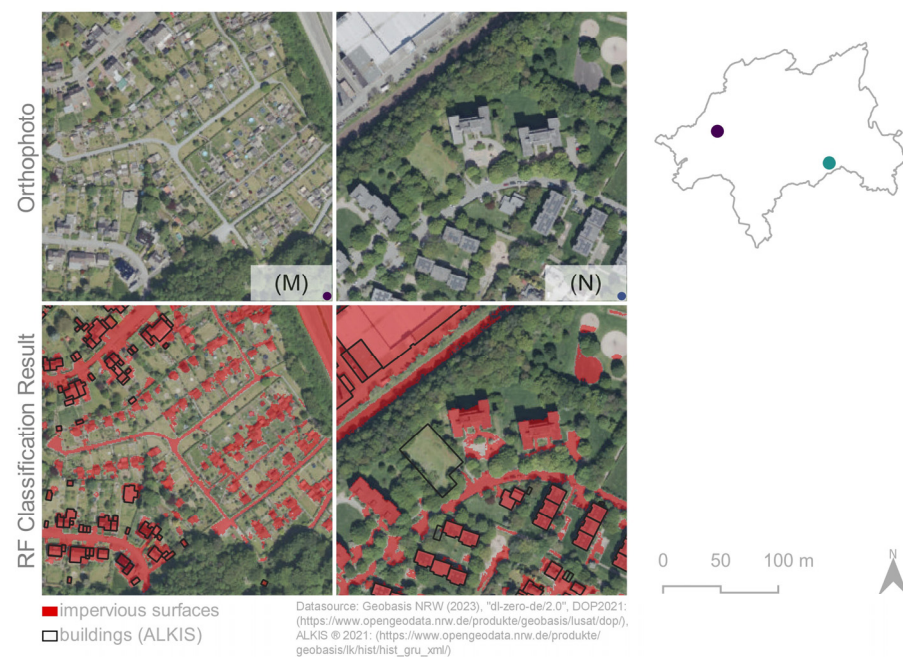 Orthophoto
(M)
(N)
RF Classification Result
0 50 100 m
N
impervious surfaces
buildings (ALKIS)
Datasource: Geobasis NRW (2023), "dl-zero-de/2.0", DOP2021:
(https://www.opengeodata.nrw.de/produkte/geobasis/lusat/dop/),
ALKIS ® 2021: (https://www.opengeodata.nrw.de/produkte/
geobasis/lk/hist/hist_gru_xml/)